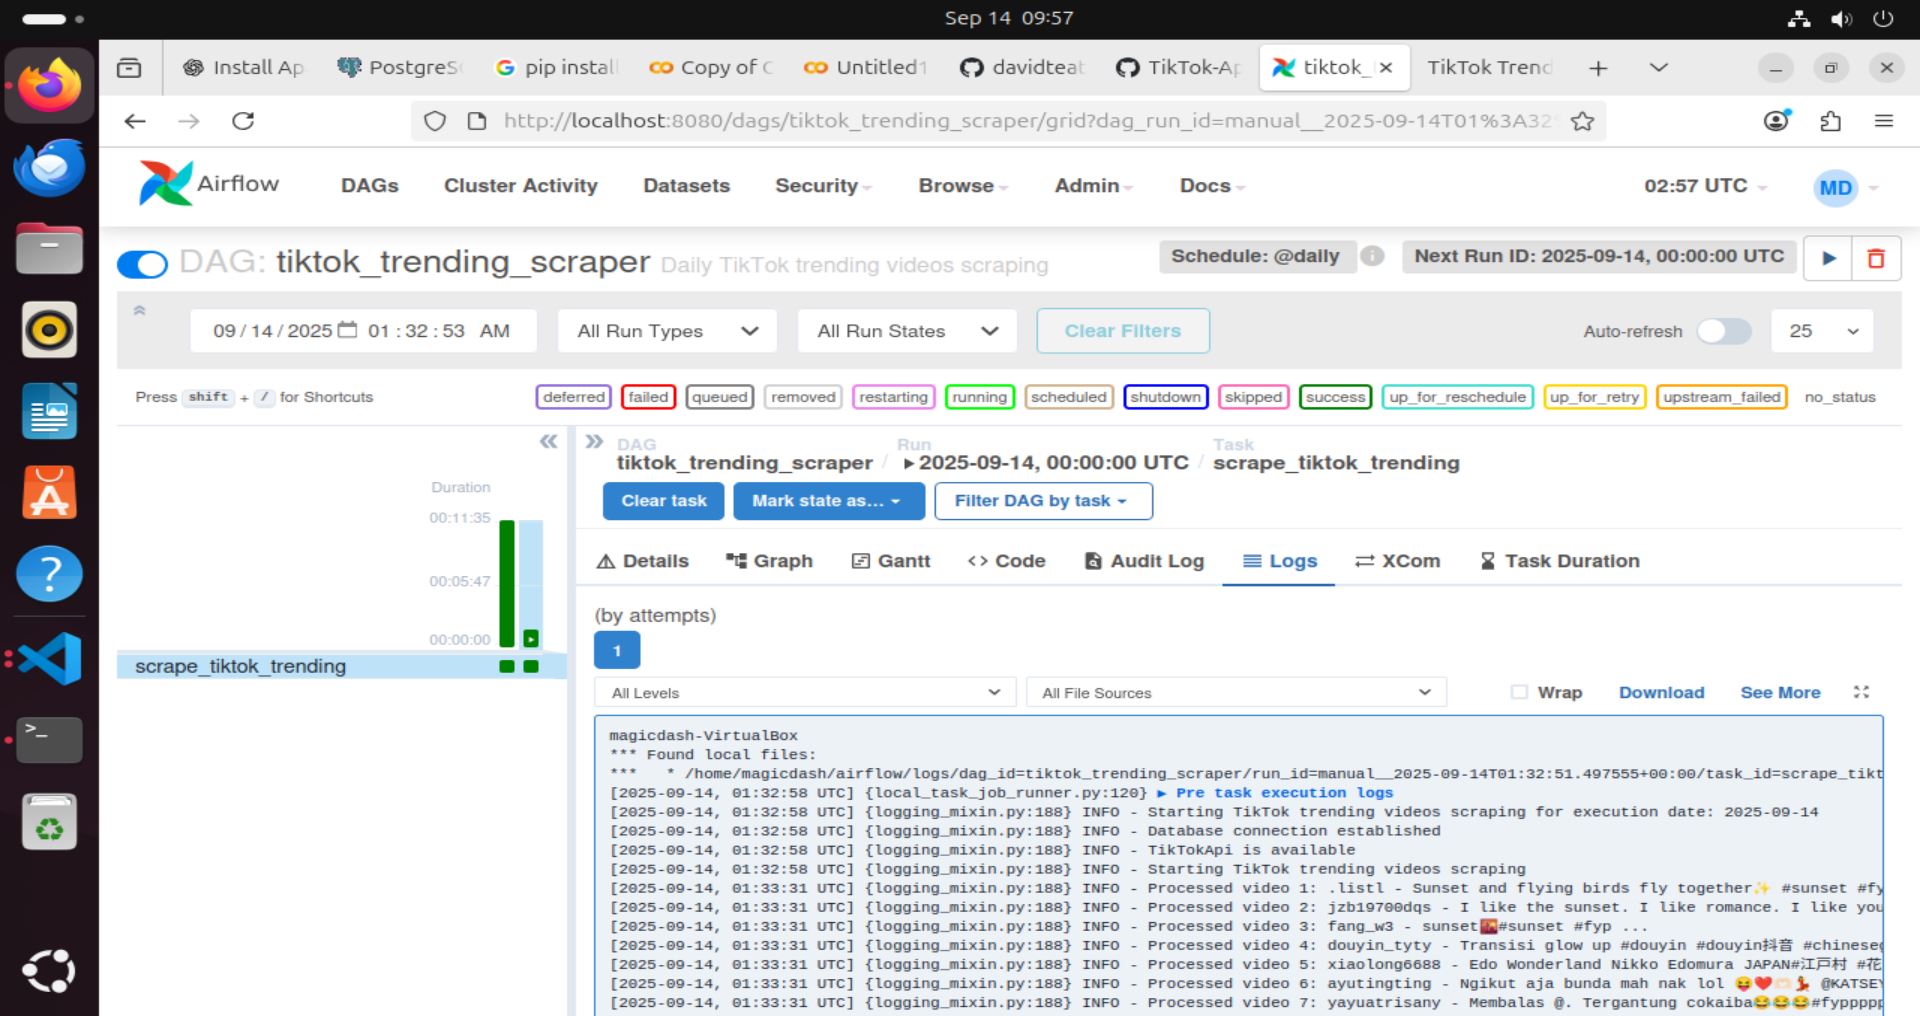 Sep 14 09:57
Install Ap
PostgreS
pip install
Copy of C
Untitled1
davidteat
TikTok-Ap
tiktok_
TikTok Trend
http://localhost:8080/dags/tiktok_trending_scraper/grid?dag_run_id=manual__2025-09-14T01%3A32
Airflow DAGs Cluster Activity Datasets Security Browse Admin Docs 02:57 UTC MD
DAG: tiktok_trending_scraper Daily TikTok trending videos scraping Schedule: @daily i Next Run ID: 2025-09-14, 00:00:00 UTC
09/14/2025 01:32:53 AM All Run Types All Run States Clear Filters Auto-refresh 25
Press shift + / for Shortcuts deferred failed queued removed restarting running scheduled shutdown skipped success up_for_reschedule up_for_retry upstream_failed no_status
DAG Run Task
tiktok_trending_scraper / 2025-09-14, 00:00:00 UTC / scrape_tiktok_trending
Clear task Mark state as... Filter DAG by task
Duration
00:11:35
00:05:47
00:00:00
scrape_tiktok_trending
Details Graph Gantt Code Audit Log Logs XCom Task Duration
(by attempts)
1
All Levels All File Sources Wrap Download See More
magicdash-VirtualBox
*** Found local files:
*** * /home/magicdash/airflow/logs/dag_id=tiktok_trending_scraper/run_id=manual__2025-09-14T01:32:51.497555+00:00/task_id=scrape_tikt
[2025-09-14, 01:32:58 UTC] {local_task_job_runner.py:120} ▶ Pre task execution logs
[2025-09-14, 01:32:58 UTC] {logging_mixin.py:188} INFO - Starting TikTok trending videos scraping for execution date: 2025-09-14
[2025-09-14, 01:32:58 UTC] {logging_mixin.py:188} INFO - Database connection established
[2025-09-14, 01:32:58 UTC] {logging_mixin.py:188} INFO - TikTokApi is available
[2025-09-14, 01:32:58 UTC] {logging_mixin.py:188} INFO - Starting TikTok trending videos scraping
[2025-09-14, 01:33:31 UTC] {logging_mixin.py:188} INFO - Processed video 1: .listl - Sunset and flying birds fly together✨ #sunset #fy
[2025-09-14, 01:33:31 UTC] {logging_mixin.py:188} INFO - Processed video 2: jzb19700dqs - I like the sunset. I like romance. I like you
[2025-09-14, 01:33:31 UTC] {logging_mixin.py:188} INFO - Processed video 3: fang_w3 - sunset🌇#sunset #fyp ...
[2025-09-14, 01:33:31 UTC] {logging_mixin.py:188} INFO - Processed video 4: douyin_tyty - Transisi glow up #douyin #douyin抖音 #chinese
[2025-09-14, 01:33:31 UTC] {logging_mixin.py:188} INFO - Processed video 5: xiaolong6688 - Edo Wonderland Nikko Edomura JAPAN#江戸村 #花
[2025-09-14, 01:33:31 UTC] {logging_mixin.py:188} INFO - Processed video 6: ayutingting - Ngikut aja bunda mah nak lol 😝❤️🫶🏻💃 @KATSEY
[2025-09-14, 01:33:31 UTC] {logging_mixin.py:188} INFO - Processed video 7: yayuatrisany - Membalas @. Tergantung cokaiba😂😂😂#fyppppp